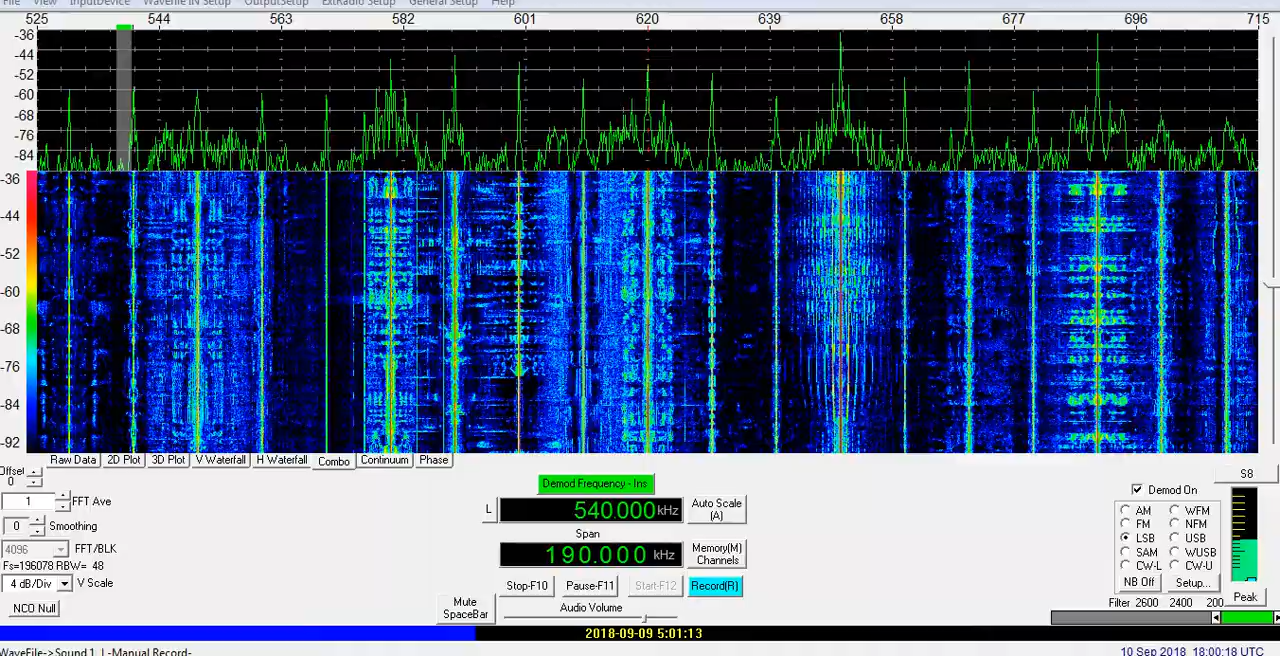 File View InputDevice Wavefile IN Setup OutputSetup ExtRadio Setup General Setup Help
525 544 563 582 601 620 639 658 677 696 715
-36
-44
-52
-60
-68
-76
-84
-36
-44
-52
-60
-68
-76
-84
-92
Raw Data 2D Plot 3D Plot V Waterfall H Waterfall Combo Continuum Phase
Offset
0
1 FFT Ave
0 Smoothing
4096 FFT/BLK
Fs=196078 RBW= 48
4 dB/Div V Scale
NCO Null
Demod Frequency - Ins
L 540.000 kHz Auto Scale (A)
Span
190.000 kHz Memory(M) Channels
Stop-F10 Pause-F11 Start-F12 Record(R)
Mute SpaceBar
Audio Volume
S8
Demod On
AM WFM
FM NFM
LSB USB
SAM WUSB
CW-L CW-U
NB Off Setup...
Peak
Filter 2600 2400 200
2018-09-09 5:01:13
WaveFile->Sound 1 L -Manual Record-
10 Sep 2018 18:00:18 UTC